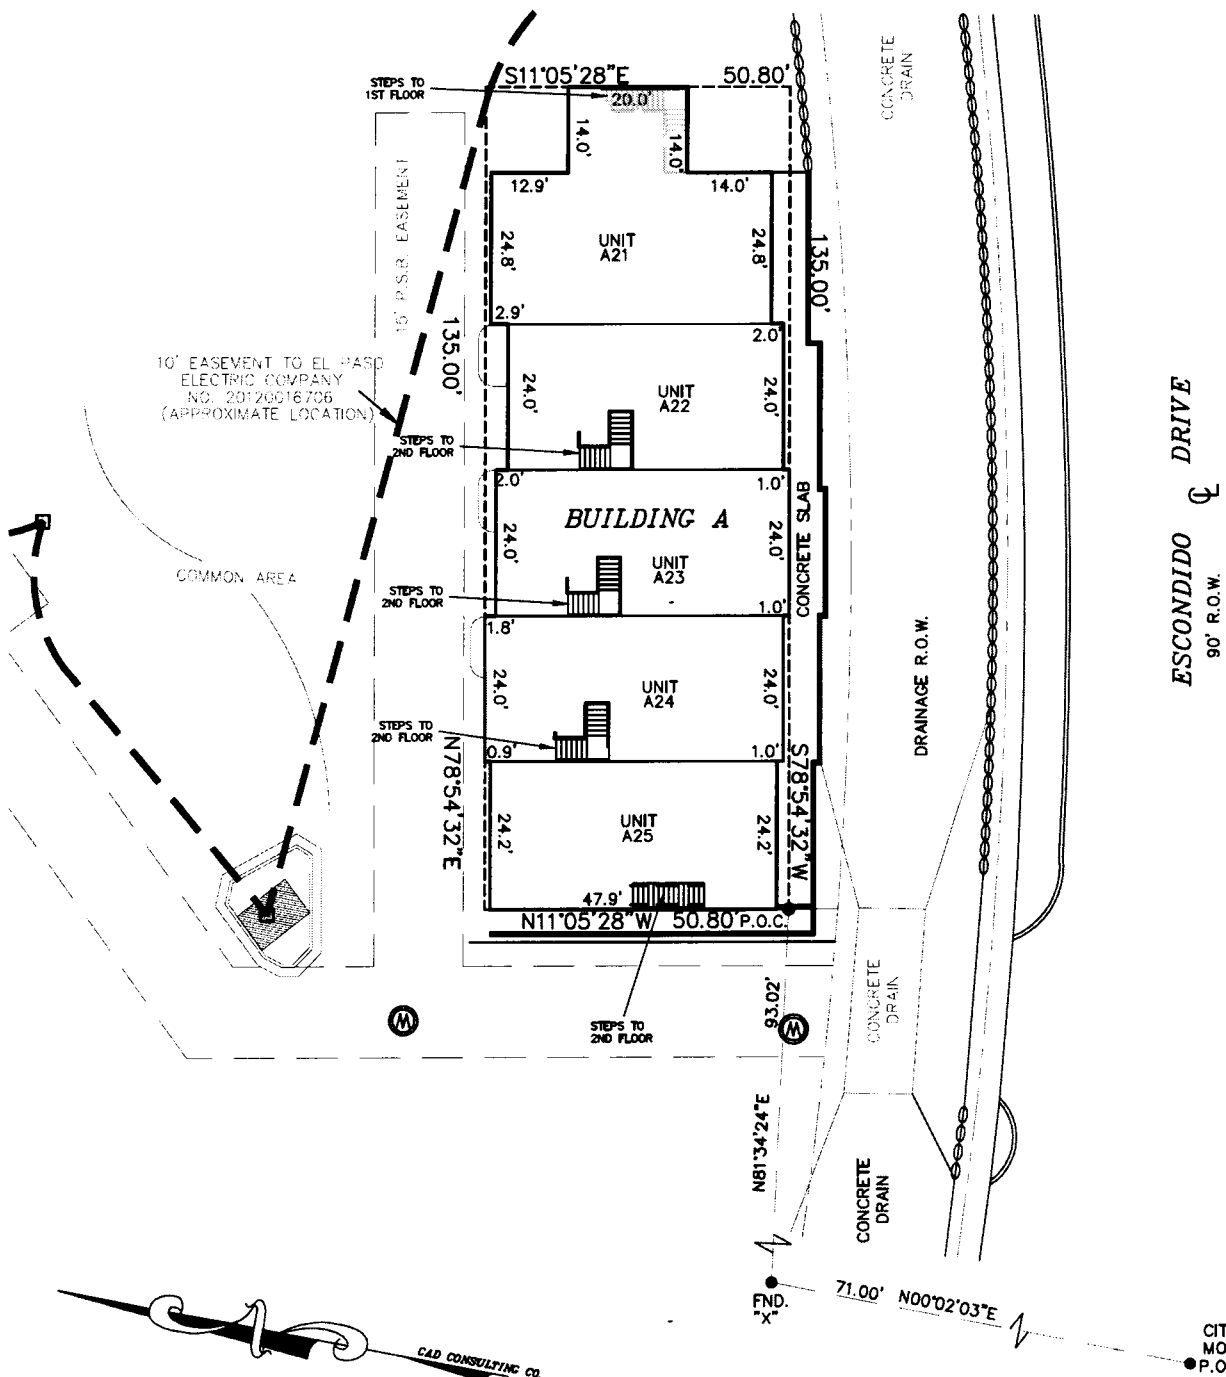 S11°05'28"E 50.80'
STEPS TO
1ST FLOOR
20.0'
14.0'
14.0'
CONCRETE
DRAIN
12.9'
14.0'
15' P.S.B. EASEMENT
UNIT
A21
24.8'
24.8'
135.00'
2.9'
2.0'
135.00'
10' EASEMENT TO EL PASO
ELECTRIC COMPANY
NO. 20120016706
(APPROXIMATE LOCATION)
24.0'
UNIT
A22
24.0'
STEPS TO
2ND FLOOR
2.0'
1.0'
BUILDING A
CONCRETE SLAB
24.0'
24.0'
UNIT
A23
COMMON AREA
STEPS TO
2ND FLOOR
1.0'
1.8'
ESCONDIDO DRIVE
90' R.O.W.
DRAINAGE R.O.W.
24.0'
UNIT
A24
24.0'
STEPS TO
2ND FLOOR
0.9'
1.0'
N78°54'32"E
S78°54'32"W
24.2'
UNIT
A25
24.2'
47.9'
N11°05'28"W 50.80'
P.O.C.
93.02'
CONCRETE
DRAIN
W
W
STEPS TO
2ND FLOOR
N81°34'24"E
CONCRETE
DRAIN
FND.
"X"
71.00' N00°02'03"E
CIT
MO
P.O
CAD CONSULTING CO.